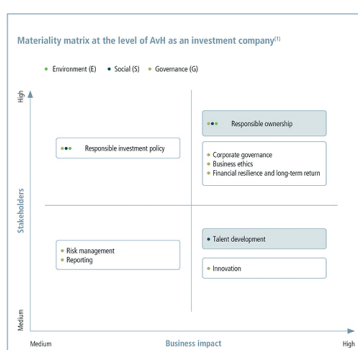 Materiality matrix at the level of AvH as an investment company(1)
Environment (E) Social (S) Governance (G)
High
Responsible ownership
Responsible investment policy
Corporate governance
Business ethics
Financial resilience and long-term return
Stakeholders
Talent development
Risk management
Reporting
Innovation
Medium
Medium Business impact High